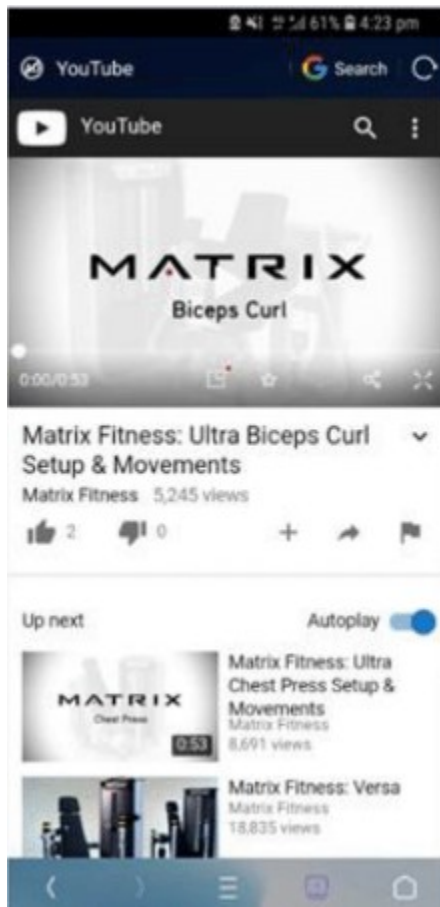 61% 4:23 pm
YouTube
Search
YouTube
MATRIX
Biceps Curl
0:00/0:53
Matrix Fitness: Ultra Biceps Curl
Setup & Movements
Matrix Fitness 5,245 views
2
0
Up next
Autoplay
MATRIX
Chest Press
0:53
Matrix Fitness: Ultra
Chest Press Setup &
Movements
Matrix Fitness
8,691 views
Matrix Fitness: Versa
Matrix Fitness
18,835 views